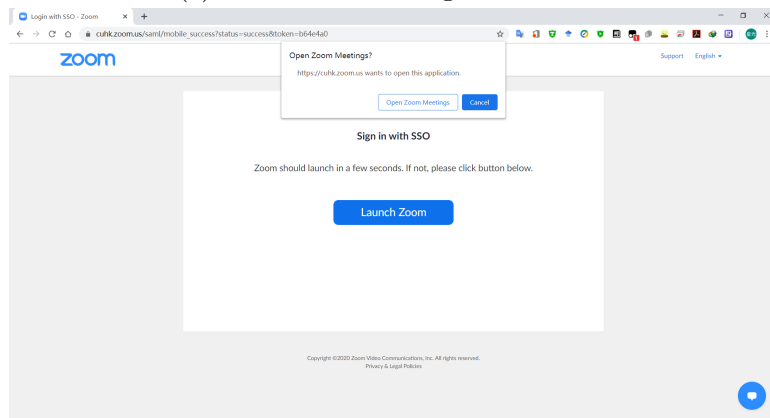 Login with SSO - Zoom
cuhk.zoom.us/saml/mobile_success?status=success&token=b64e4a0
zoom
Support English
Open Zoom Meetings?
https://cuhk.zoom.us wants to open this application.
Open Zoom Meetings Cancel
Sign in with SSO
Zoom should launch in a few seconds. If not, please click button below.
Launch Zoom
Copyright ©2020 Zoom Video Communications, Inc. All rights reserved.
Privacy & Legal Policies